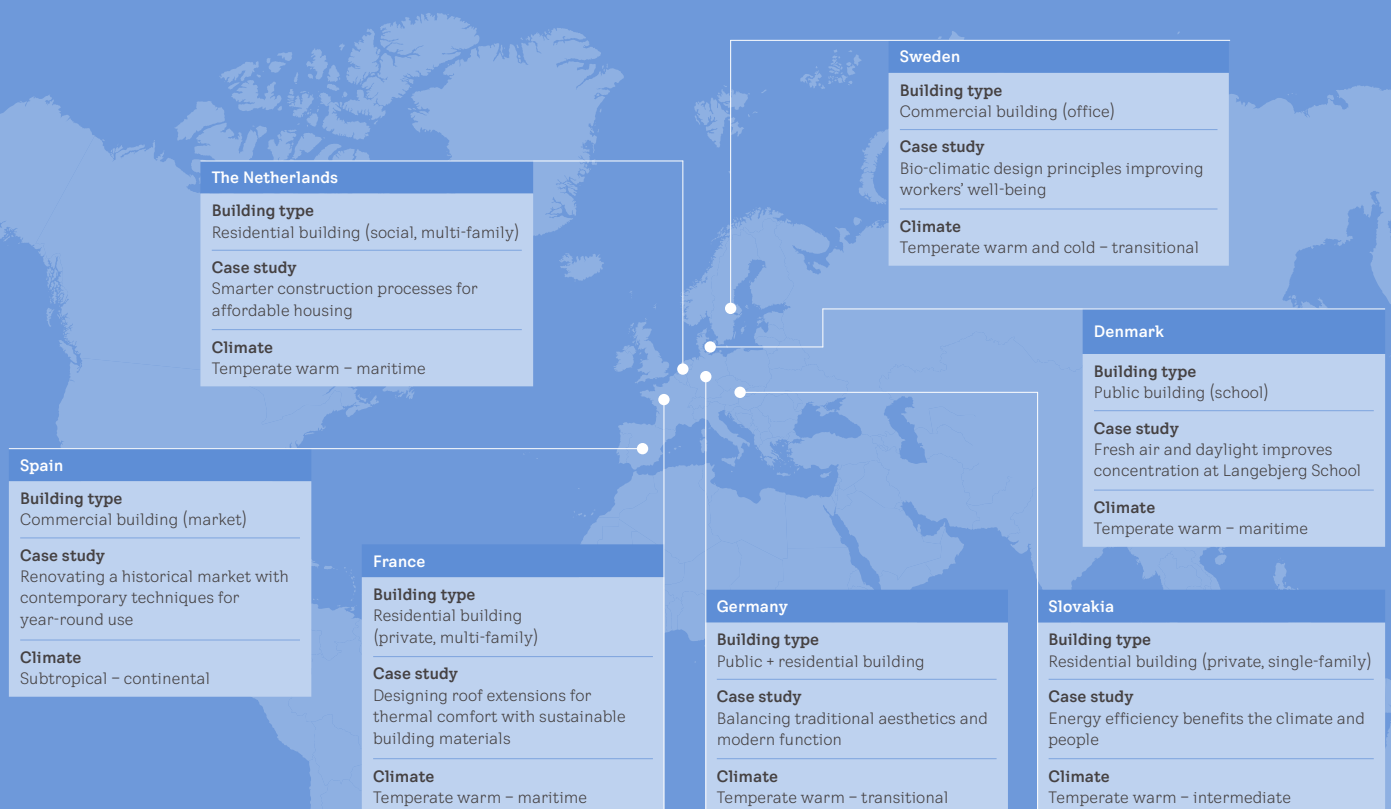 Sweden
Building type
Commercial building (office)
Case study
Bio-climatic design principles improving
workers’ well-being
Climate
Temperate warm and cold – transitional
The Netherlands
Building type
Residential building (social, multi-family)
Case study
Smarter construction processes for
affordable housing
Climate
Temperate warm – maritime
Denmark
Building type
Public building (school)
Case study
Fresh air and daylight improves
concentration at Langebjerg School
Climate
Temperate warm – maritime
Spain
Building type
Commercial building (market)
Case study
Renovating a historical market with
contemporary techniques for
year-round use
Climate
Subtropical – continental
France
Building type
Residential building
(private, multi-family)
Case study
Designing roof extensions for
thermal comfort with sustainable
building materials
Climate
Temperate warm – maritime
Germany
Building type
Public + residential building
Case study
Balancing traditional aesthetics and
modern function
Climate
Temperate warm – transitional
Slovakia
Building type
Residential building (private, single-family)
Case study
Energy efficiency benefits the climate and
people
Climate
Temperate warm – intermediate